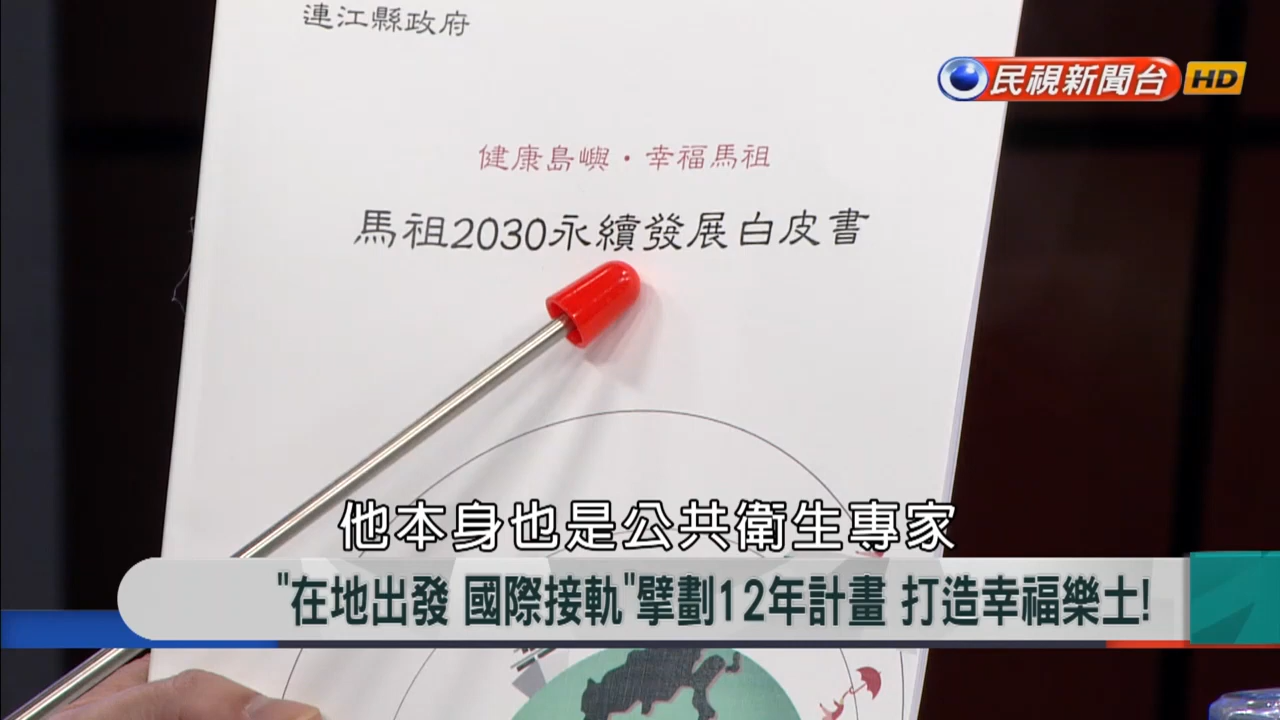 連江縣政府
民視新聞台 HD
健康島嶼・幸福馬祖
馬祖2030永續發展白皮書
他本身也是公共衛生專家
"在地出發 國際接軌"擘劃12年計畫 打造幸福樂土!